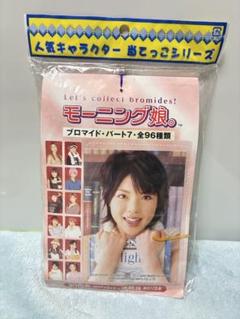 人気キャラクター 当てっこシリーズ
Let's collect bromides!
モーニング娘。
ブロマイド・パート7・全96種類
High